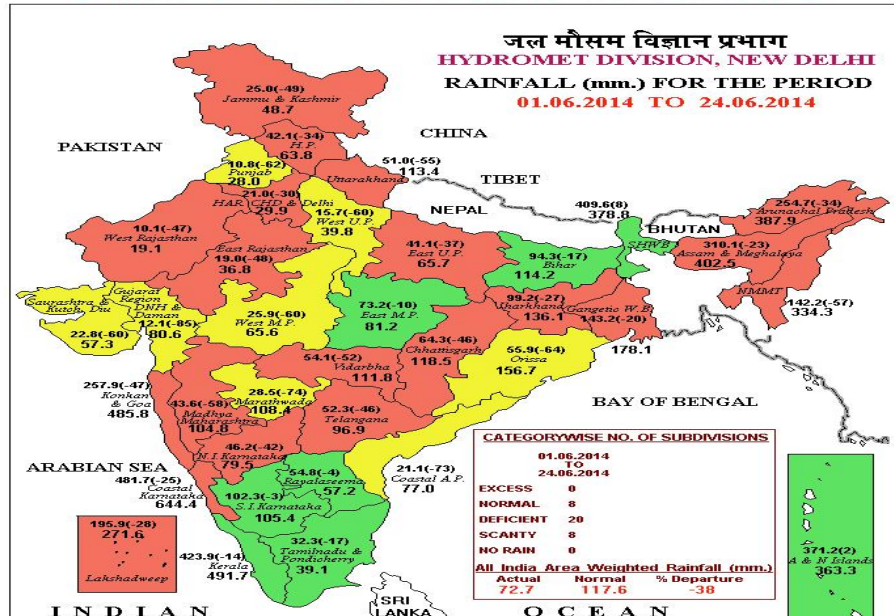 जल मौसम विज्ञान प्रभाग
HYDROMET DIVISION, NEW DELHI
RAINFALL (mm.) FOR THE PERIOD
01.06.2014 TO 24.06.2014
25.0(-49)
Jammu & Kashmir
48.7
CHINA
PAKISTAN
42.1(-34)
H.P.
63.8
51.0(-55)
113.4
TIBET
10.8(-62)
Punjab
28.0
Uttarakhand
21.0(-30)
HAR CHD & Delhi
29.9
15.7(-60)
West U.P.
39.8
NEPAL
409.6(8)
378.8
BHUTAN
254.7(-34)
Arunachal Pradesh
387.9
10.1(-47)
West Rajasthan
19.1
East Rajasthan
19.0(-48)
36.8
41.1(-37)
East U.P.
65.7
94.3(-17)
Bihar
114.2
SHWB
310.1(-23)
Assam & Meghalaya
402.5
NMMT
142.2(-57)
334.3
Gujarat
Region
DNH &
Daman
12.1(-85)
80.6
Saurashtra &
Kutch, Diu
22.8(-60)
57.3
25.9(-60)
West M.P.
65.6
73.2(-10)
East M.P.
81.2
99.2(-27)
Jharkhand
136.1
Gangetic W.B.
143.2(-20)
178.1
64.3(-46)
Chhattisgarh
118.5
55.9(-64)
Orissa
156.7
54.1(-52)
Vidarbha
111.8
257.9(-47)
Konkan
& Goa
485.8
43.6(-58)
Madhya
Maharashtra
104.8
28.5(-74)
Marathwada
108.4
52.3(-46)
Telangana
96.9
BAY OF BENGAL
46.2(-42)
N.I.Karnataka
79.5
ARABIAN SEA
481.7(-25)
Coastal
Karnataka
644.4
54.8(-4)
Rayalaseema
57.2
21.1(-73)
Coastal A.P.
77.0
102.3(-3)
S.I.Karnataka
105.4
195.9(-28)
271.6
Lakshadweep
423.9(-14)
Kerala
491.7
32.3(-17)
Tamilnadu &
Pondicherry
39.1
371.2(2)
A & N Islands
363.3
CATEGORYWISE NO. OF SUBDIVISIONS
01.06.2014
TO
24.06.2014
EXCESS 0
NORMAL 8
DEFICIENT 20
SCANTY 8
NO RAIN 0
All India Area Weighted Rainfall (mm.)
Actual Normal % Departure
72.7 117.6 -38
SRI
LANKA
INDIAN OCEAN